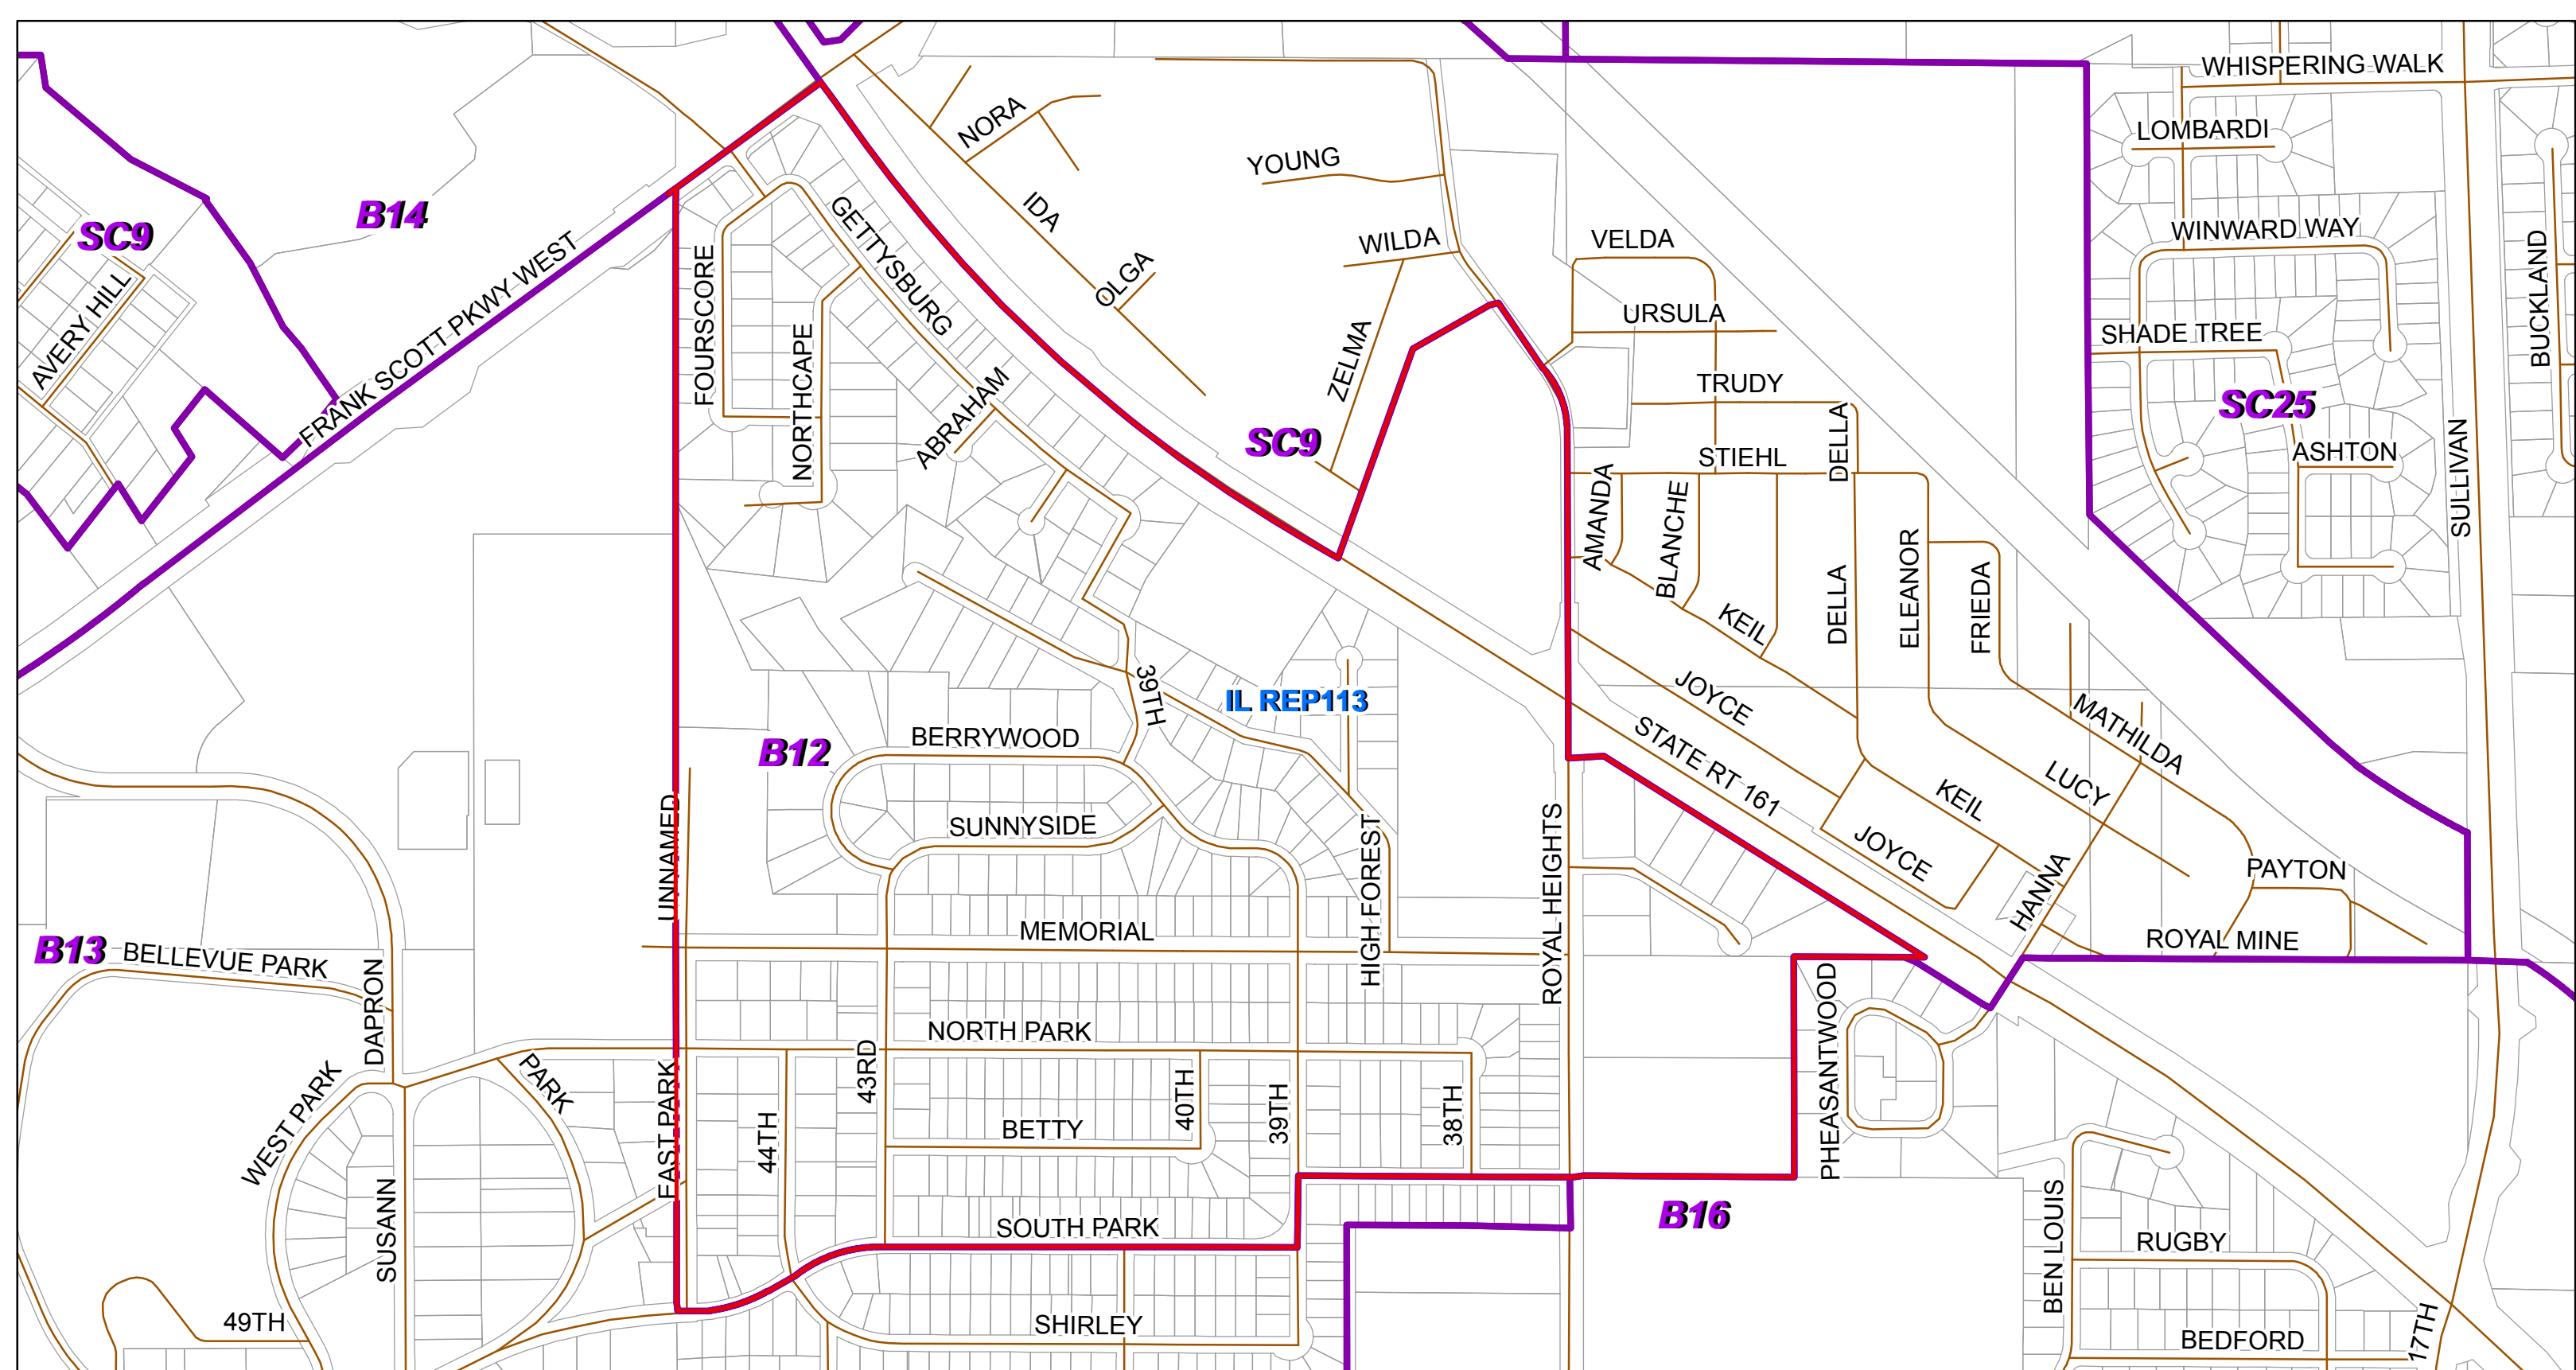 WHISPERING WALK
NORA
LOMBARDI
YOUNG
B14
SC9
IDA
GETTYSBURG
WINWARD WAY
WILDA
VELDA
BUCKLAND
FRANK SCOTT PKWY WEST
AVERY HILL
FOURSCORE
OLGA
URSULA
SHADE TREE
NORTHCAPE
ZELMA
TRUDY
SC25
ABRAHAM
SC9
DELLA
STIEHL
ASHTON
SULLIVAN
AMANDA
BLANCHE
KEIL
DELLA
ELEANOR
FRIEDA
39TH
IL REP113
JOYCE
MATHILDA
B12
BERRYWOOD
STATE RT 161
LUCY
KEIL
SUNNYSIDE
UNNAMED
HIGH FOREST
ROYAL HEIGHTS
JOYCE
HANNA
PAYTON
MEMORIAL
ROYAL MINE
B13
BELLEVUE PARK
DAPRON
NORTH PARK
PHEASANTWOOD
WEST PARK
PARK
EAST PARK
43RD
44TH
BETTY
40TH
39TH
38TH
SUSANN
SOUTH PARK
B16
BEN LOUIS
RUGBY
49TH
SHIRLEY
BEDFORD
17TH